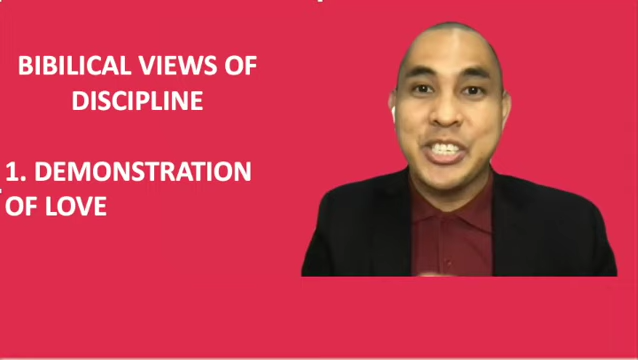 BIBILICAL VIEWS OF
DISCIPLINE
1. DEMONSTRATION
OF LOVE